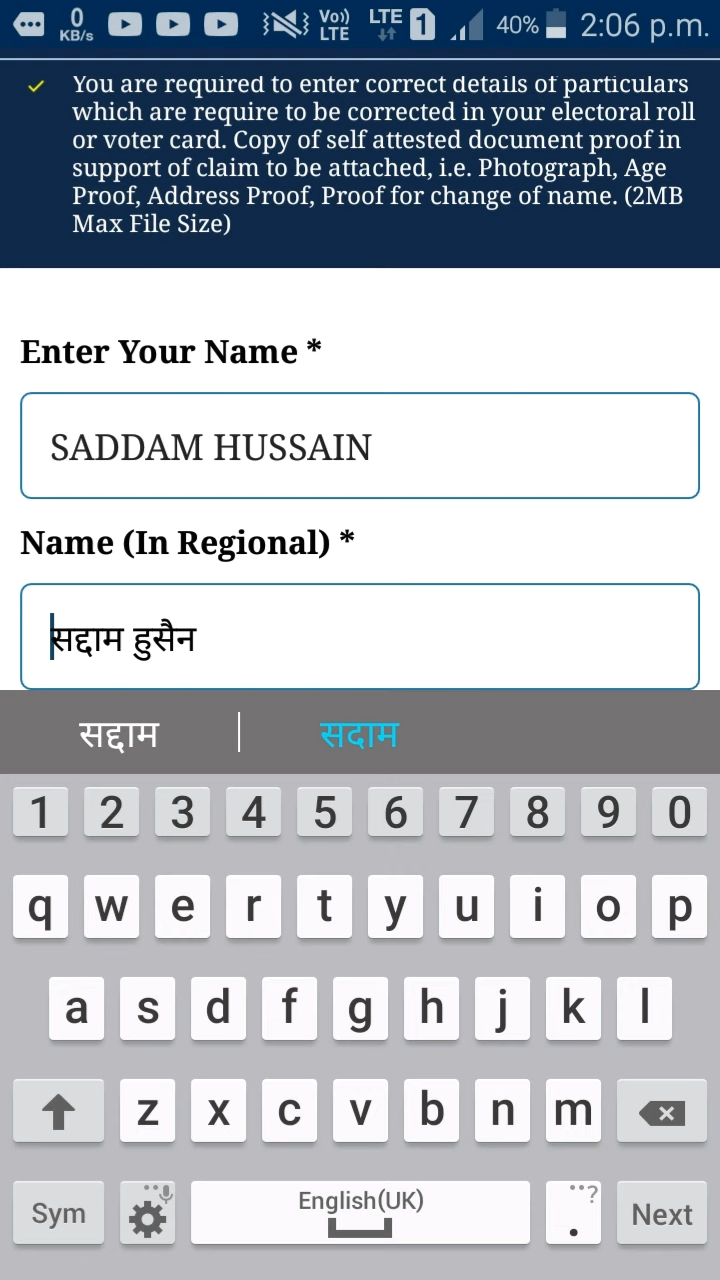 0
KB/s
Vo))
LTE
LTE
1
40%
2:06 p.m.
You are required to enter correct details of particulars
which are require to be corrected in your electoral roll
or voter card. Copy of self attested document proof in
support of claim to be attached, i.e. Photograph, Age
Proof, Address Proof, Proof for change of name. (2MB
Max File Size)
Enter Your Name *
SADDAM HUSSAIN
Name (In Regional) *
सद्दाम हुसैन
सद्दाम | सदाम
1 2 3 4 5 6 7 8 9 0
q w e r t y u i o p
a s d f g h j k l
z x c v b n m
Sym English(UK) . ? Next